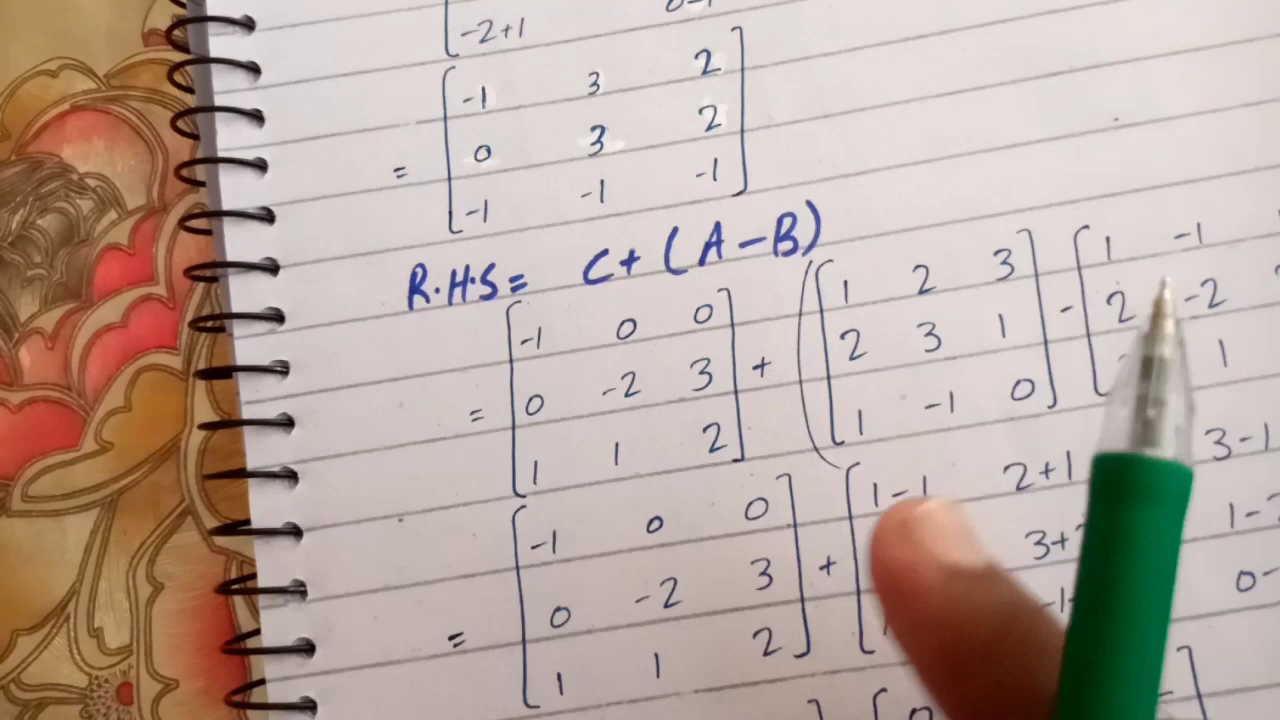 -2+1
-1 3 2
= 0 3 2
-1 -1 -1
R.H.S = C + (A - B)
-1 0 0 1 2 3 1 -1
= 0 -2 3 + ( 2 3 1 - 2 -2
1 1 2 1 -1 0 1
-1 0 0 1-1 2+1 3-1
= 0 -2 3 +
1 1 2